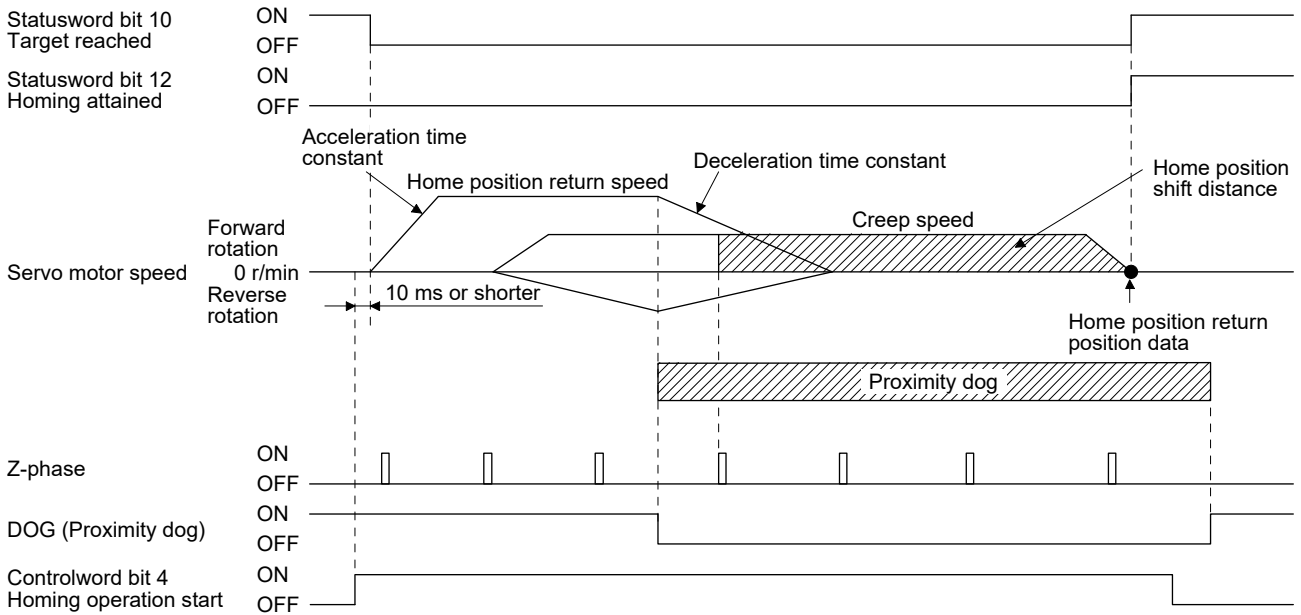 Statusword bit 10
Target reached
ON
OFF
Statusword bit 12
Homing attained
ON
OFF
Acceleration time
constant
Home position return speed
Deceleration time constant
Home position
shift distance
Creep speed
Servo motor speed
Forward
rotation
0 r/min
Reverse
rotation
10 ms or shorter
Home position return
position data
Proximity dog
Z-phase
ON
OFF
DOG (Proximity dog)
ON
OFF
Controlword bit 4
Homing operation start
ON
OFF